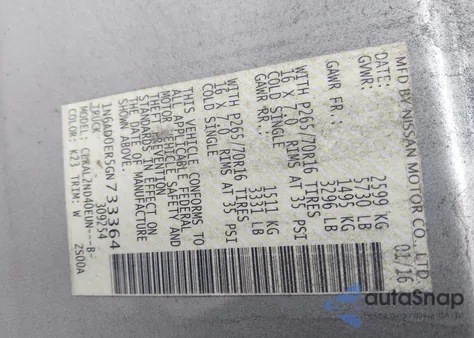 MFD BY NISSAN MOTOR CO., LTD.
DATE: 01/16
GVWR: 2599 KG
5730 LB
GAWR FR.: 1495 KG
3296 LB
WITH P265/70R16 TIRES
16 X 7.0 RIMS AT 35 PSI
COLD SINGLE
GAWR RR.: 1511 KG
3331 LB
WITH P265/70R16 TIRES
16 X 7.0 RIMS AT 35 PSI
COLD SINGLE
THIS VEHICLE CONFORMS TO
ALL APPLICABLE FEDERAL
MOTOR VEHICLE SAFETY AND
THEFT PREVENTION
STANDARDS IN EFFECT ON
THE DATE OF MANUFACTURE
SHOWN ABOVE.
1N6AD0ER5GN733364
TRUCK 309254
MODEL:
COLOR: K23 TRIM: W 2500A
autoSnap